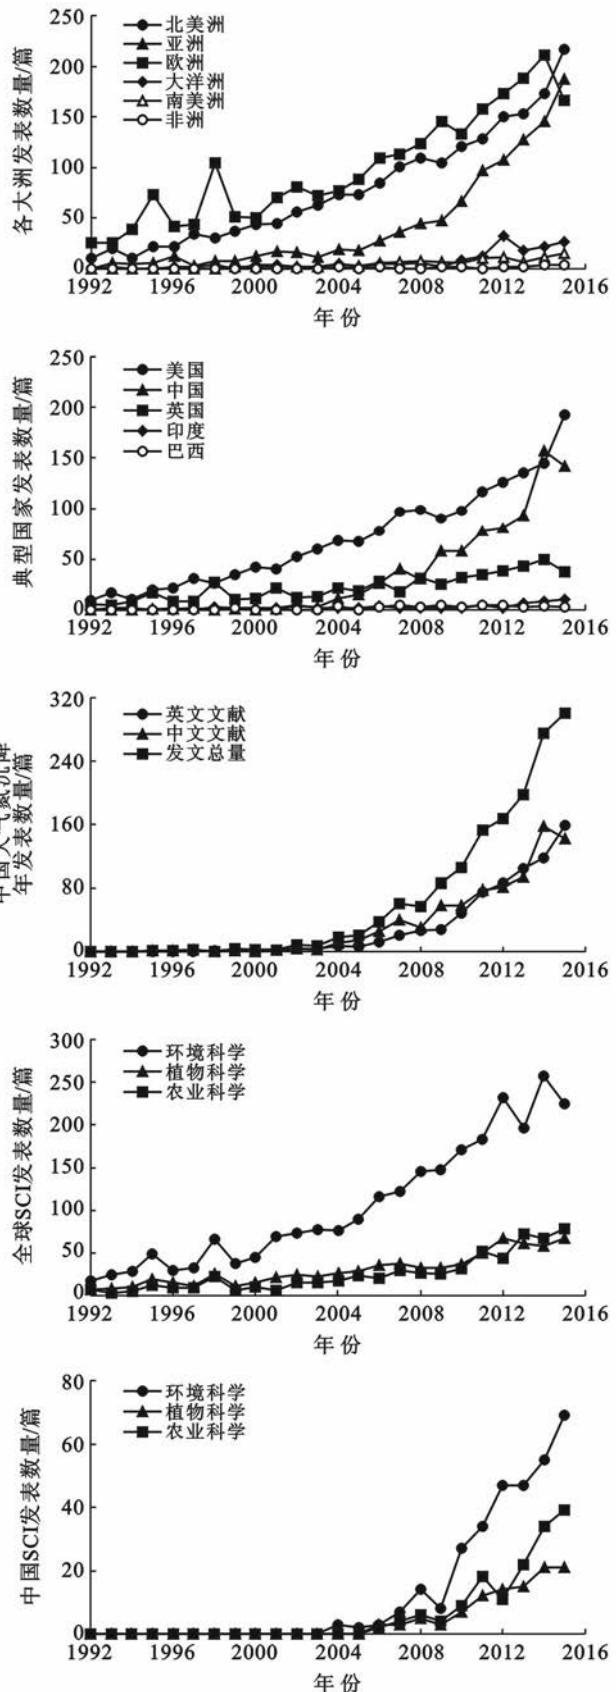 各大洲发表数量/篇
250
200
150
100
50
0
北美洲
亚洲
欧洲
大洋洲
南美洲
非洲
1992 1996 2000 2004 2008 2012 2016
年份
典型国家发表数量/篇
250
200
150
100
50
0
美国
中国
英国
印度
巴西
1992 1996 2000 2004 2008 2012 2016
年份
中国大气氮沉降
年发表数量/篇
320
240
160
80
0
英文文献
中文文献
发文总量
1992 1996 2000 2004 2008 2012 2016
年份
全球SCI发表数量/篇
300
250
200
150
100
50
0
环境科学
植物科学
农业科学
1992 1996 2000 2004 2008 2012 2016
年份
中国SCI发表数量/篇
80
60
40
20
0
环境科学
植物科学
农业科学
1992 1996 2000 2004 2008 2012 2016
年份